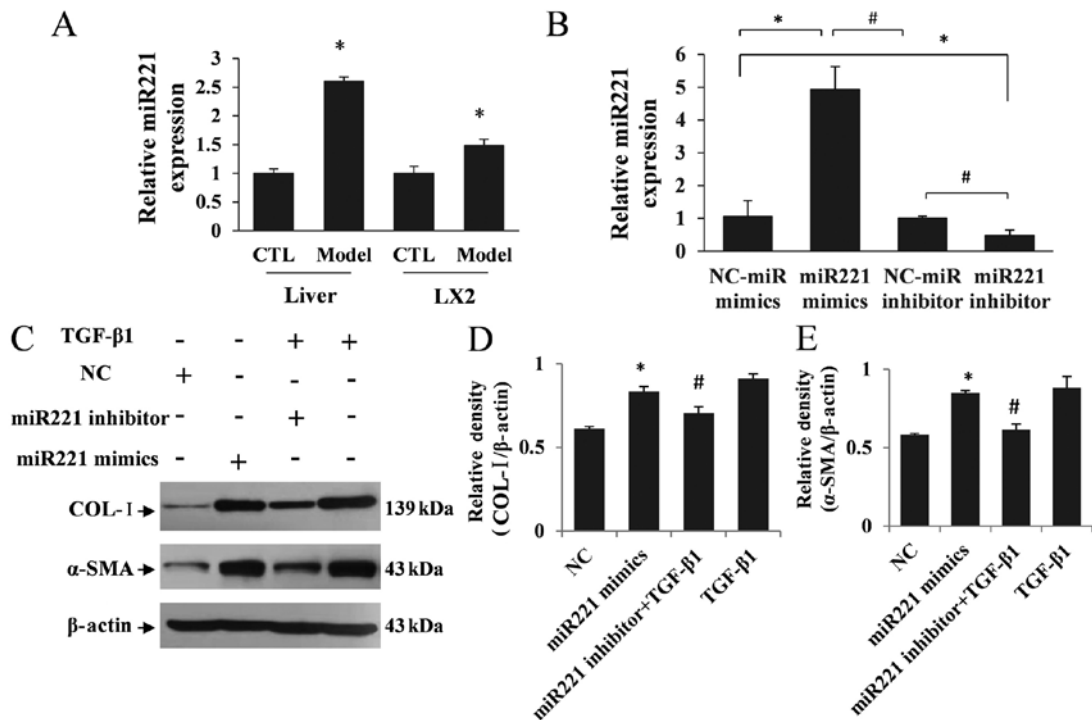 A
Relative miR221
expression
3
2.5
2
1.5
1
0.5
0
*
*
CTL Model CTL Model
Liver LX2
B
Relative miR221
expression
6
5
4
3
2
1
0
* #
*
#
NC-miR miR221 NC-miR miR221
mimics mimics inhibitor inhibitor
C
TGF-β1 - - + +
NC + - - -
miR221 inhibitor - - + -
miR221 mimics - + - -
COL-I 139 kDa
α-SMA 43 kDa
β-actin 43 kDa
D
Relative density
(COL-I/β-actin)
1
0.5
0
* #
NC
miR221 mimics
miR221 inhibitor+TGF-β1
TGF-β1
E
Relative density
(α-SMA/β-actin)
1
0.5
0
*
#
NC
miR221 mimics
miR221 inhibitor+TGF-β1
TGF-β1